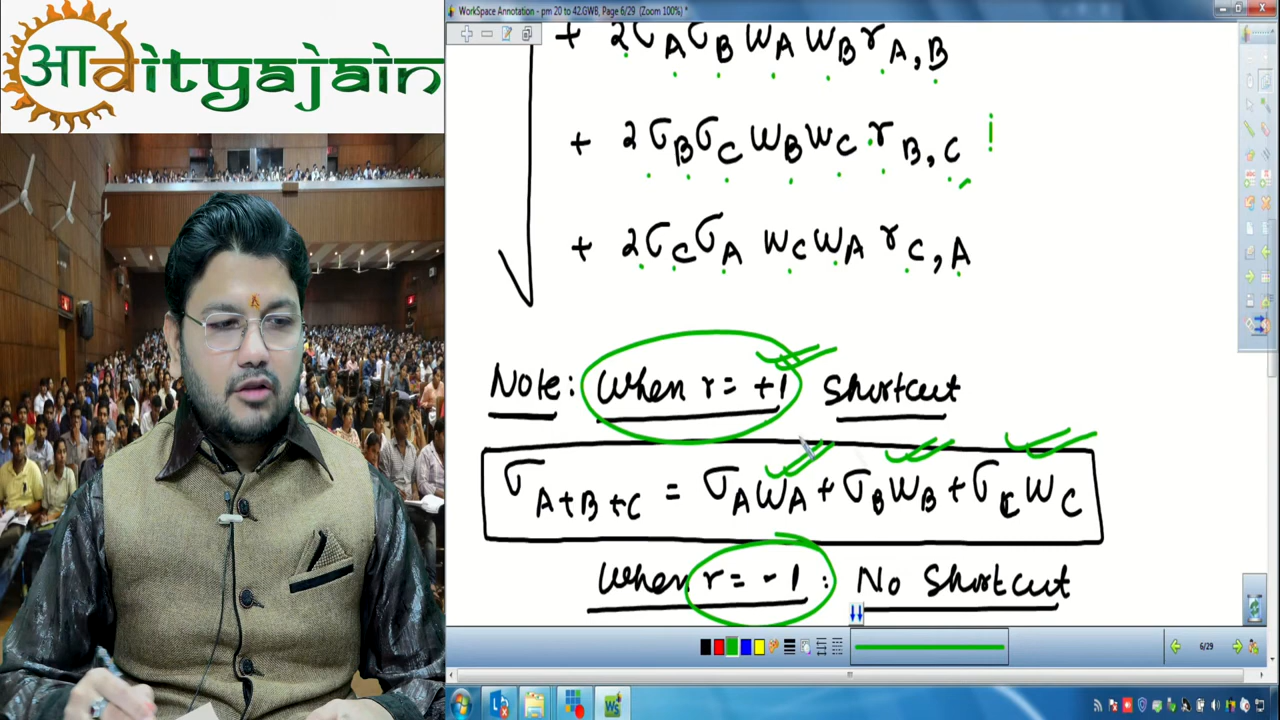 आdityajain
WorkSpace Annotation - pm 20 to 42.GWB, Page 6/29 (Zoom 100%) *
+ 2σAσB wA wB rA,B
+ 2σBσC wB wC rB,C
+ 2σCσA wC wA rC,A
Note: When r = +1 Shortcut
σA+B+C = σA wA + σB wB + σC wC
When r = -1 : No Shortcut
6/29